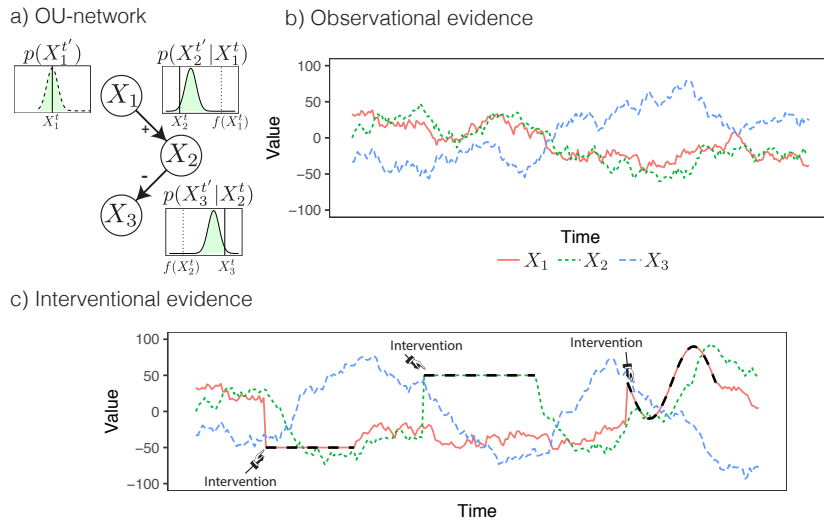 a) OU-network
p(X₁ᵗ′)
p(X₂ᵗ′|X₁ᵗ)
X₁ᵗ
X₁
X₂ᵗ
f(X₁ᵗ)
+
X₂
-
p(X₃ᵗ′|X₂ᵗ)
X₃
f(X₂ᵗ)
X₃ᵗ
b) Observational evidence
Value
100
50
0
−50
−100
Time
X₁ X₂ X₃
c) Interventional evidence
Value
100
50
0
−50
−100
Intervention
Intervention
Intervention
Time